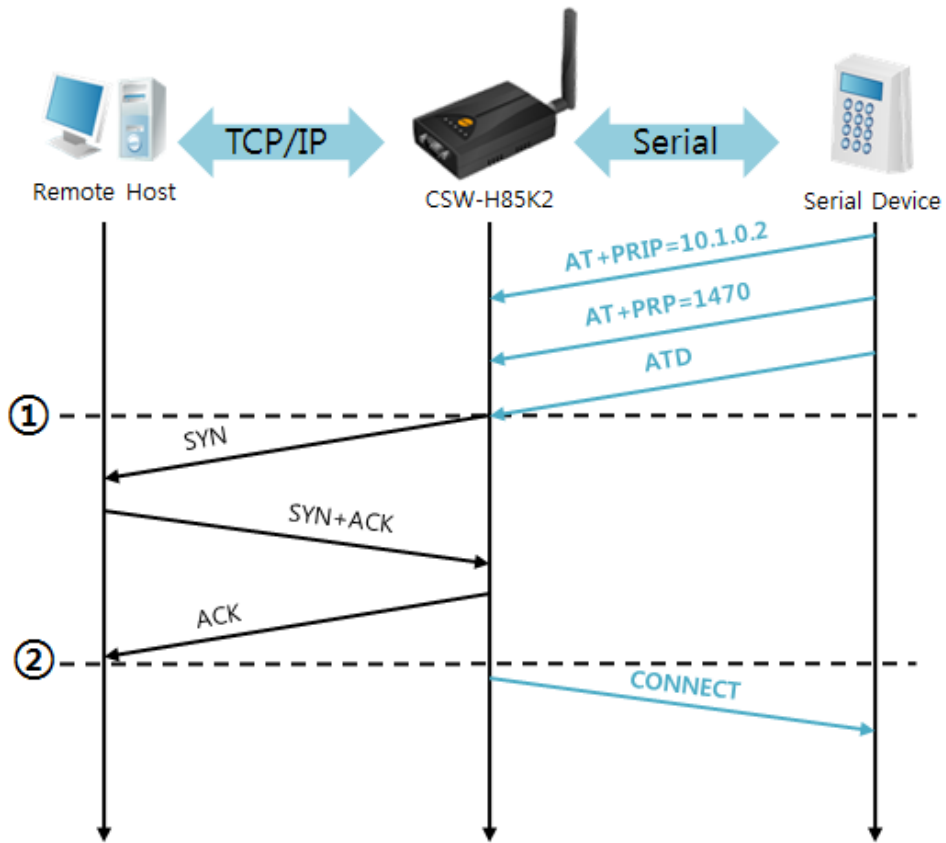 TCP/IP
Serial
Remote Host
CSW-H85K2
Serial Device
AT+PRIP=10.1.0.2
AT+PRP=1470
ATD
①
SYN
SYN+ACK
ACK
②
CONNECT